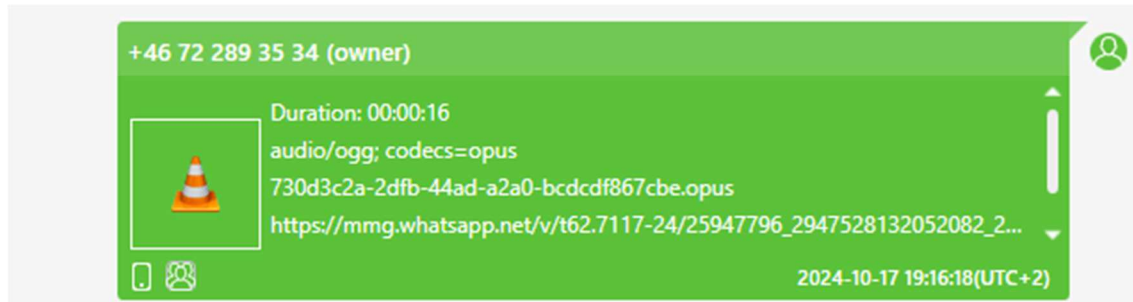 +46 72 289 35 34 (owner)
Duration: 00:00:16
audio/ogg; codecs=opus
730d3c2a-2dfb-44ad-a2a0-bcdcdf867cbe.opus
https://mmg.whatsapp.net/v/t62.7117-24/25947796_2947528132052082_2...
2024-10-17 19:16:18(UTC+2)